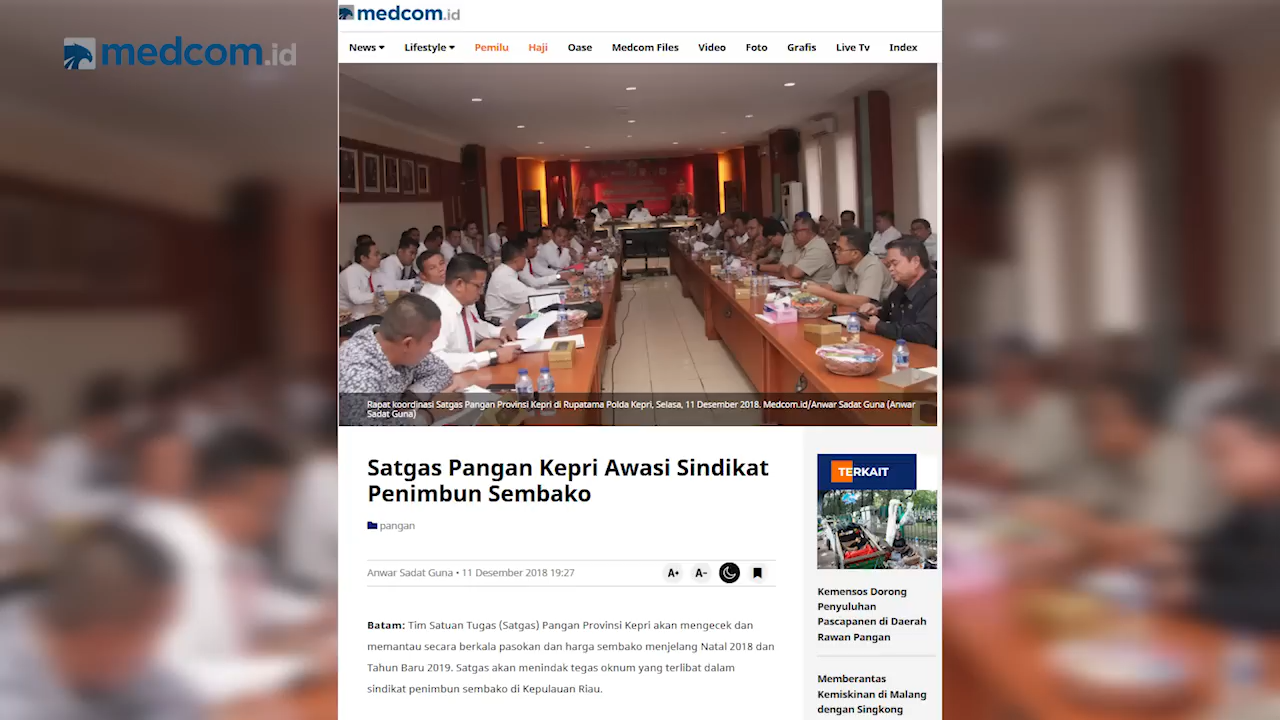 medcom.id
medcom.id
News Lifestyle Pemilu Haji Oase Medcom Files Video Foto Grafis Live Tv Index
Rapat koordinasi Satgas Pangan Provinsi Kepri di Rupatama Polda Kepri, Selasa, 11 Desember 2018. Medcom.id/Anwar Sadat Guna (Anwar
Sadat Guna)
Satgas Pangan Kepri Awasi Sindikat
Penimbun Sembako
pangan
Anwar Sadat Guna • 11 Desember 2018 19:27
A+ A-
Batam: Tim Satuan Tugas (Satgas) Pangan Provinsi Kepri akan mengecek dan
memantau secara berkala pasokan dan harga sembako menjelang Natal 2018 dan
Tahun Baru 2019. Satgas akan menindak tegas oknum yang terlibat dalam
sindikat penimbun sembako di Kepulauan Riau.
TERKAIT
Kemensos Dorong
Penyuluhan
Pascapanen di Daerah
Rawan Pangan
Memberantas
Kemiskinan di Malang
dengan Singkong